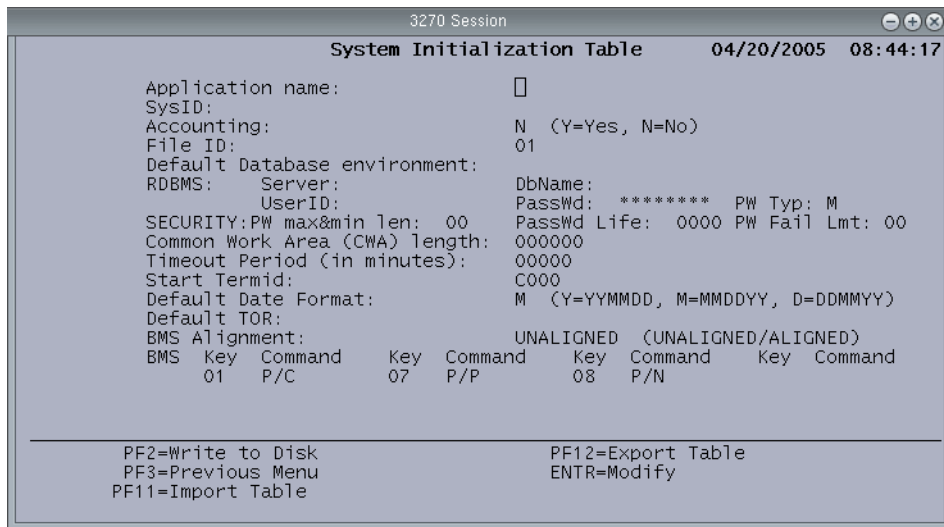 3270 Session
System Initialization Table 04/20/2005 08:44:17
Application name:
SysID:
Accounting: N (Y=Yes, N=No)
File ID: 01
Default Database environment:
RDBMS: Server: DbName:
UserID: PassWd: ******** PW Typ: M
SECURITY:PW max&min len: 00 PassWd Life: 0000 PW Fail Lmt: 00
Common Work Area (CWA) length: 000000
Timeout Period (in minutes): 00000
Start Termid: C000
Default Date Format: M (Y=YYMMDD, M=MMDDYY, D=DDMMYY)
Default TOR:
BMS Alignment: UNALIGNED (UNALIGNED/ALIGNED)
BMS Key Command Key Command Key Command Key Command
01 P/C 07 P/P 08 P/N
PF2=Write to Disk PF12=Export Table
PF3=Previous Menu ENTR=Modify
PF11=Import Table